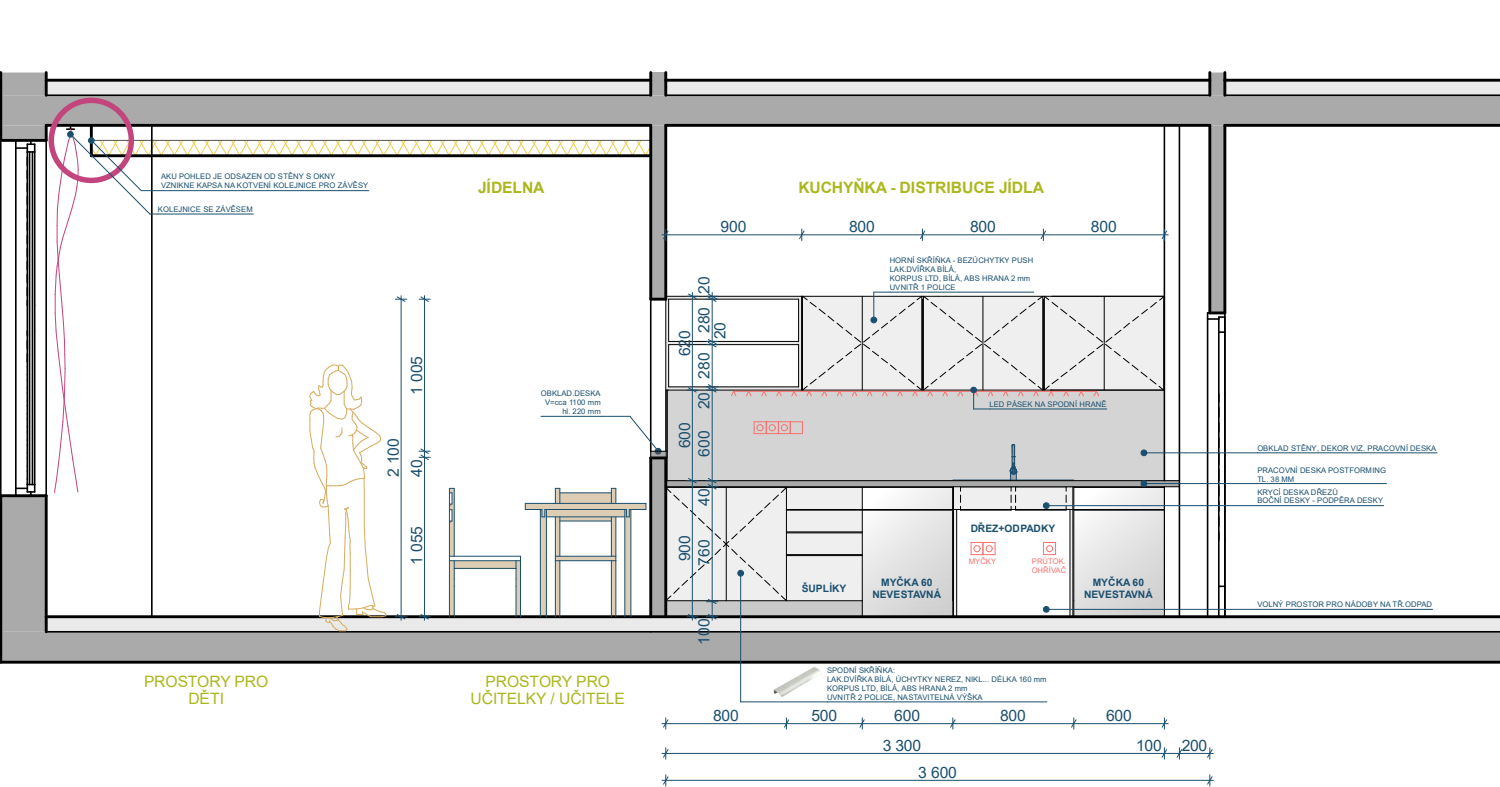 AKU POHLED JE ODSAZEN OD STĚNY S OKNY
VZNIKNE KAPSA NA KOTVENÍ KOLEJNICE PRO ZÁVĚSY
KOLEJNICE SE ZÁVĚSEM
JÍDELNA
KUCHYŇKA - DISTRIBUCE JÍDLA
900
800
800
800
HORNÍ SKŘÍŇKA - BEZÚCHYTKY PUSH
LAK.DVÍŘKA BÍLÁ,
KORPUS LTD, BÍLÁ, ABS HRANA 2 mm
UVNITŘ 1 POLICE
20
280
20
620
280
20
600
600
40
900
760
100
1 005
2 100
40
1 055
OBKLAD.DESKA
V=cca 1100 mm
hl. 220 mm
LED PÁSEK NA SPODNÍ HRANĚ
OBKLAD STĚNY, DEKOR VIZ. PRACOVNÍ DESKA
PRACOVNÍ DESKA POSTFORMING
TL. 38 MM
KRYCÍ DESKA DŘEZŮ
BOČNÍ DESKY - PODPĚRA DESKY
DŘEZ+ODPADKY
MYČKY
PRŮTOK.
OHŘÍVAČ
ŠUPLÍKY
MYČKA 60
NEVESTAVNÁ
MYČKA 60
NEVESTAVNÁ
VOLNÝ PROSTOR PRO NÁDOBY NA TŘ.ODPAD
PROSTORY PRO
DĚTI
PROSTORY PRO
UČITELKY / UČITELE
SPODNÍ SKŘÍŇKA:
LAK.DVÍŘKA BÍLÁ, ÚCHYTKY NEREZ, NIKL... DÉLKA 160 mm
KORPUS LTD, BÍLÁ, ABS HRANA 2 mm
UVNITŘ 2 POLICE, NASTAVITELNÁ VÝŠKA
800
500
600
800
600
3 300
100
200
3 600